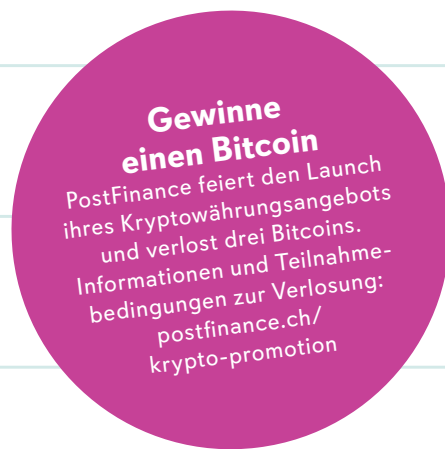 Gewinne
einen Bitcoin
PostFinance feiert den Launch
ihres Kryptowährungsangebots
und verlost drei Bitcoins.
Informationen und Teilnahme-
bedingungen zur Verlosung:
postfinance.ch/
krypto-promotion